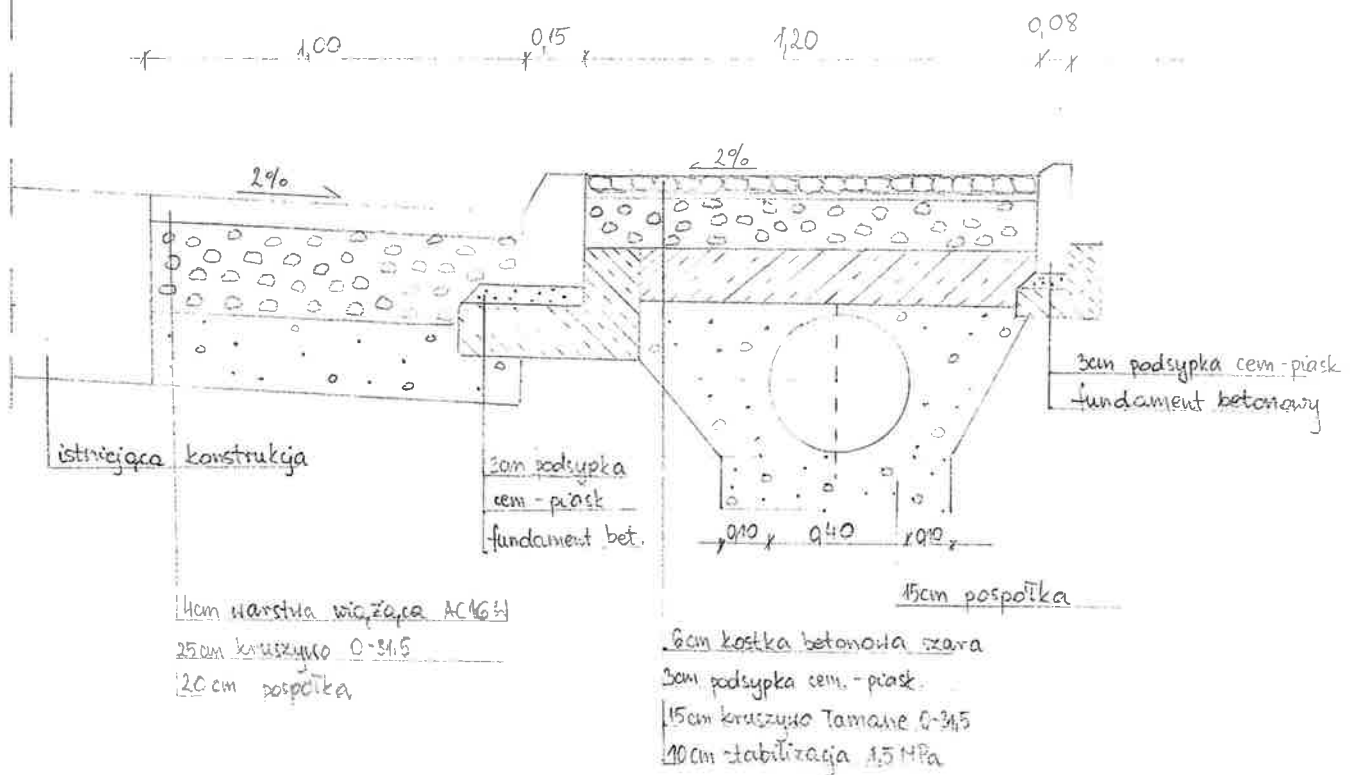 1,00
0,15
1,20
0,08
2%
2%
istniejąca konstrukcja
3cm podsypka
cem-piask
fundament bet.
3cm podsypka cem-piask
fundament betonowy
0,10
0,40
0,10
15cm pospółka
4cm warstwa wiążąca AC16W
25cm kruszywo 0-31,5
20cm pospółka
6cm kostka betonowa szara
3cm podsypka cem.-piask.
15cm kruszywo łamane 0-31,5
10cm stabilizacja 1,5 MPa